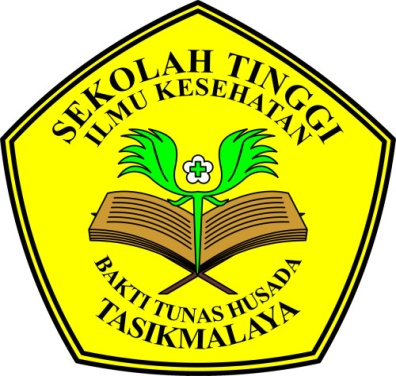 SEKOLAH TINGGI
ILMU KESEHATAN
BAKTI TUNAS HUSADA
TASIKMALAYA